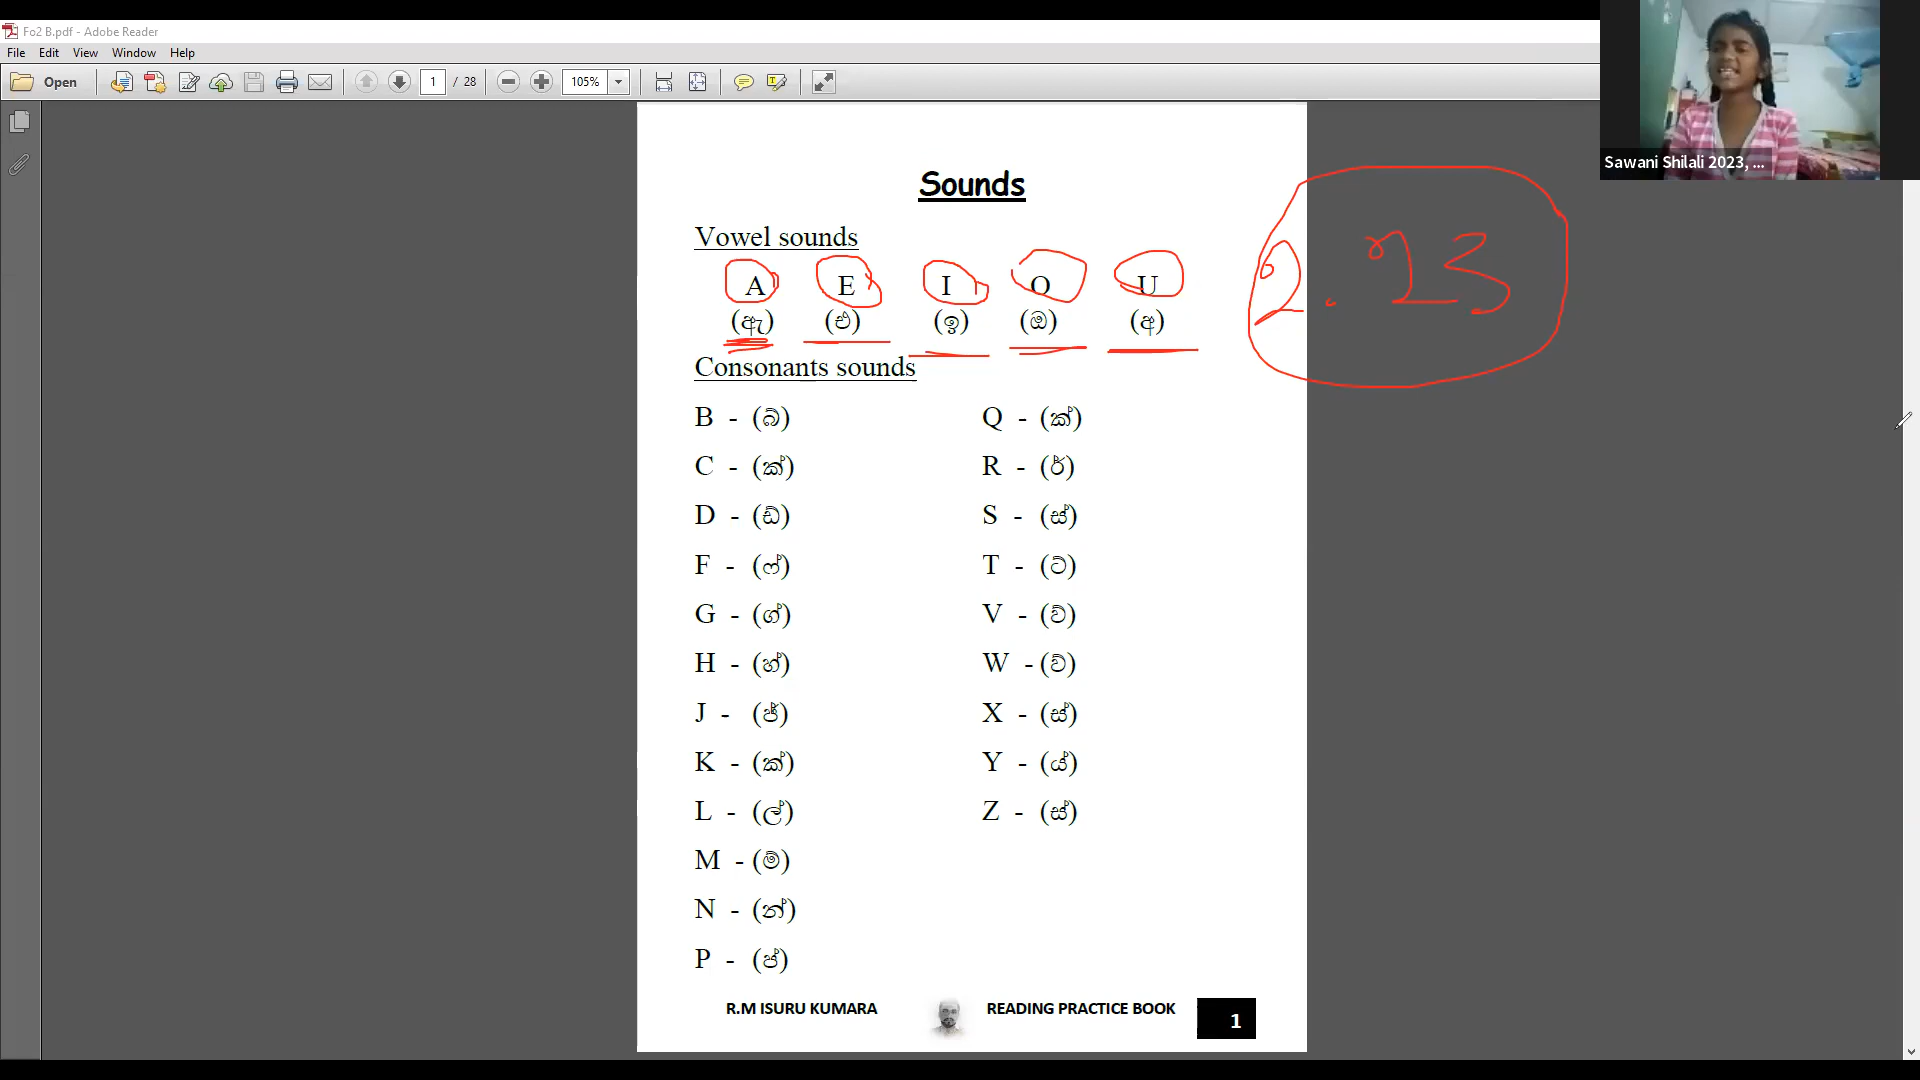 Fo2 B.pdf - Adobe Reader
File Edit View Window Help
Open 1 / 28 105%
Sawani Shilali 2023, ...
Sounds
Vowel sounds
A E I O U
(ඇ) (එ) (ඉ) (ඔ) (අ)
2.23
Consonants sounds
B - (බ්) Q - (ක්)
C - (ක්) R - (ර්)
D - (ඩ්) S - (ස්)
F - (ෆ්) T - (ට්)
G - (ග්) V - (ව්)
H - (හ්) W - (ව්)
J - (ජ්) X - (ස්)
K - (ක්) Y - (ය්)
L - (ල්) Z - (ස්)
M - (ම්)
N - (න්)
P - (ප්)
R.M ISURU KUMARA READING PRACTICE BOOK 1